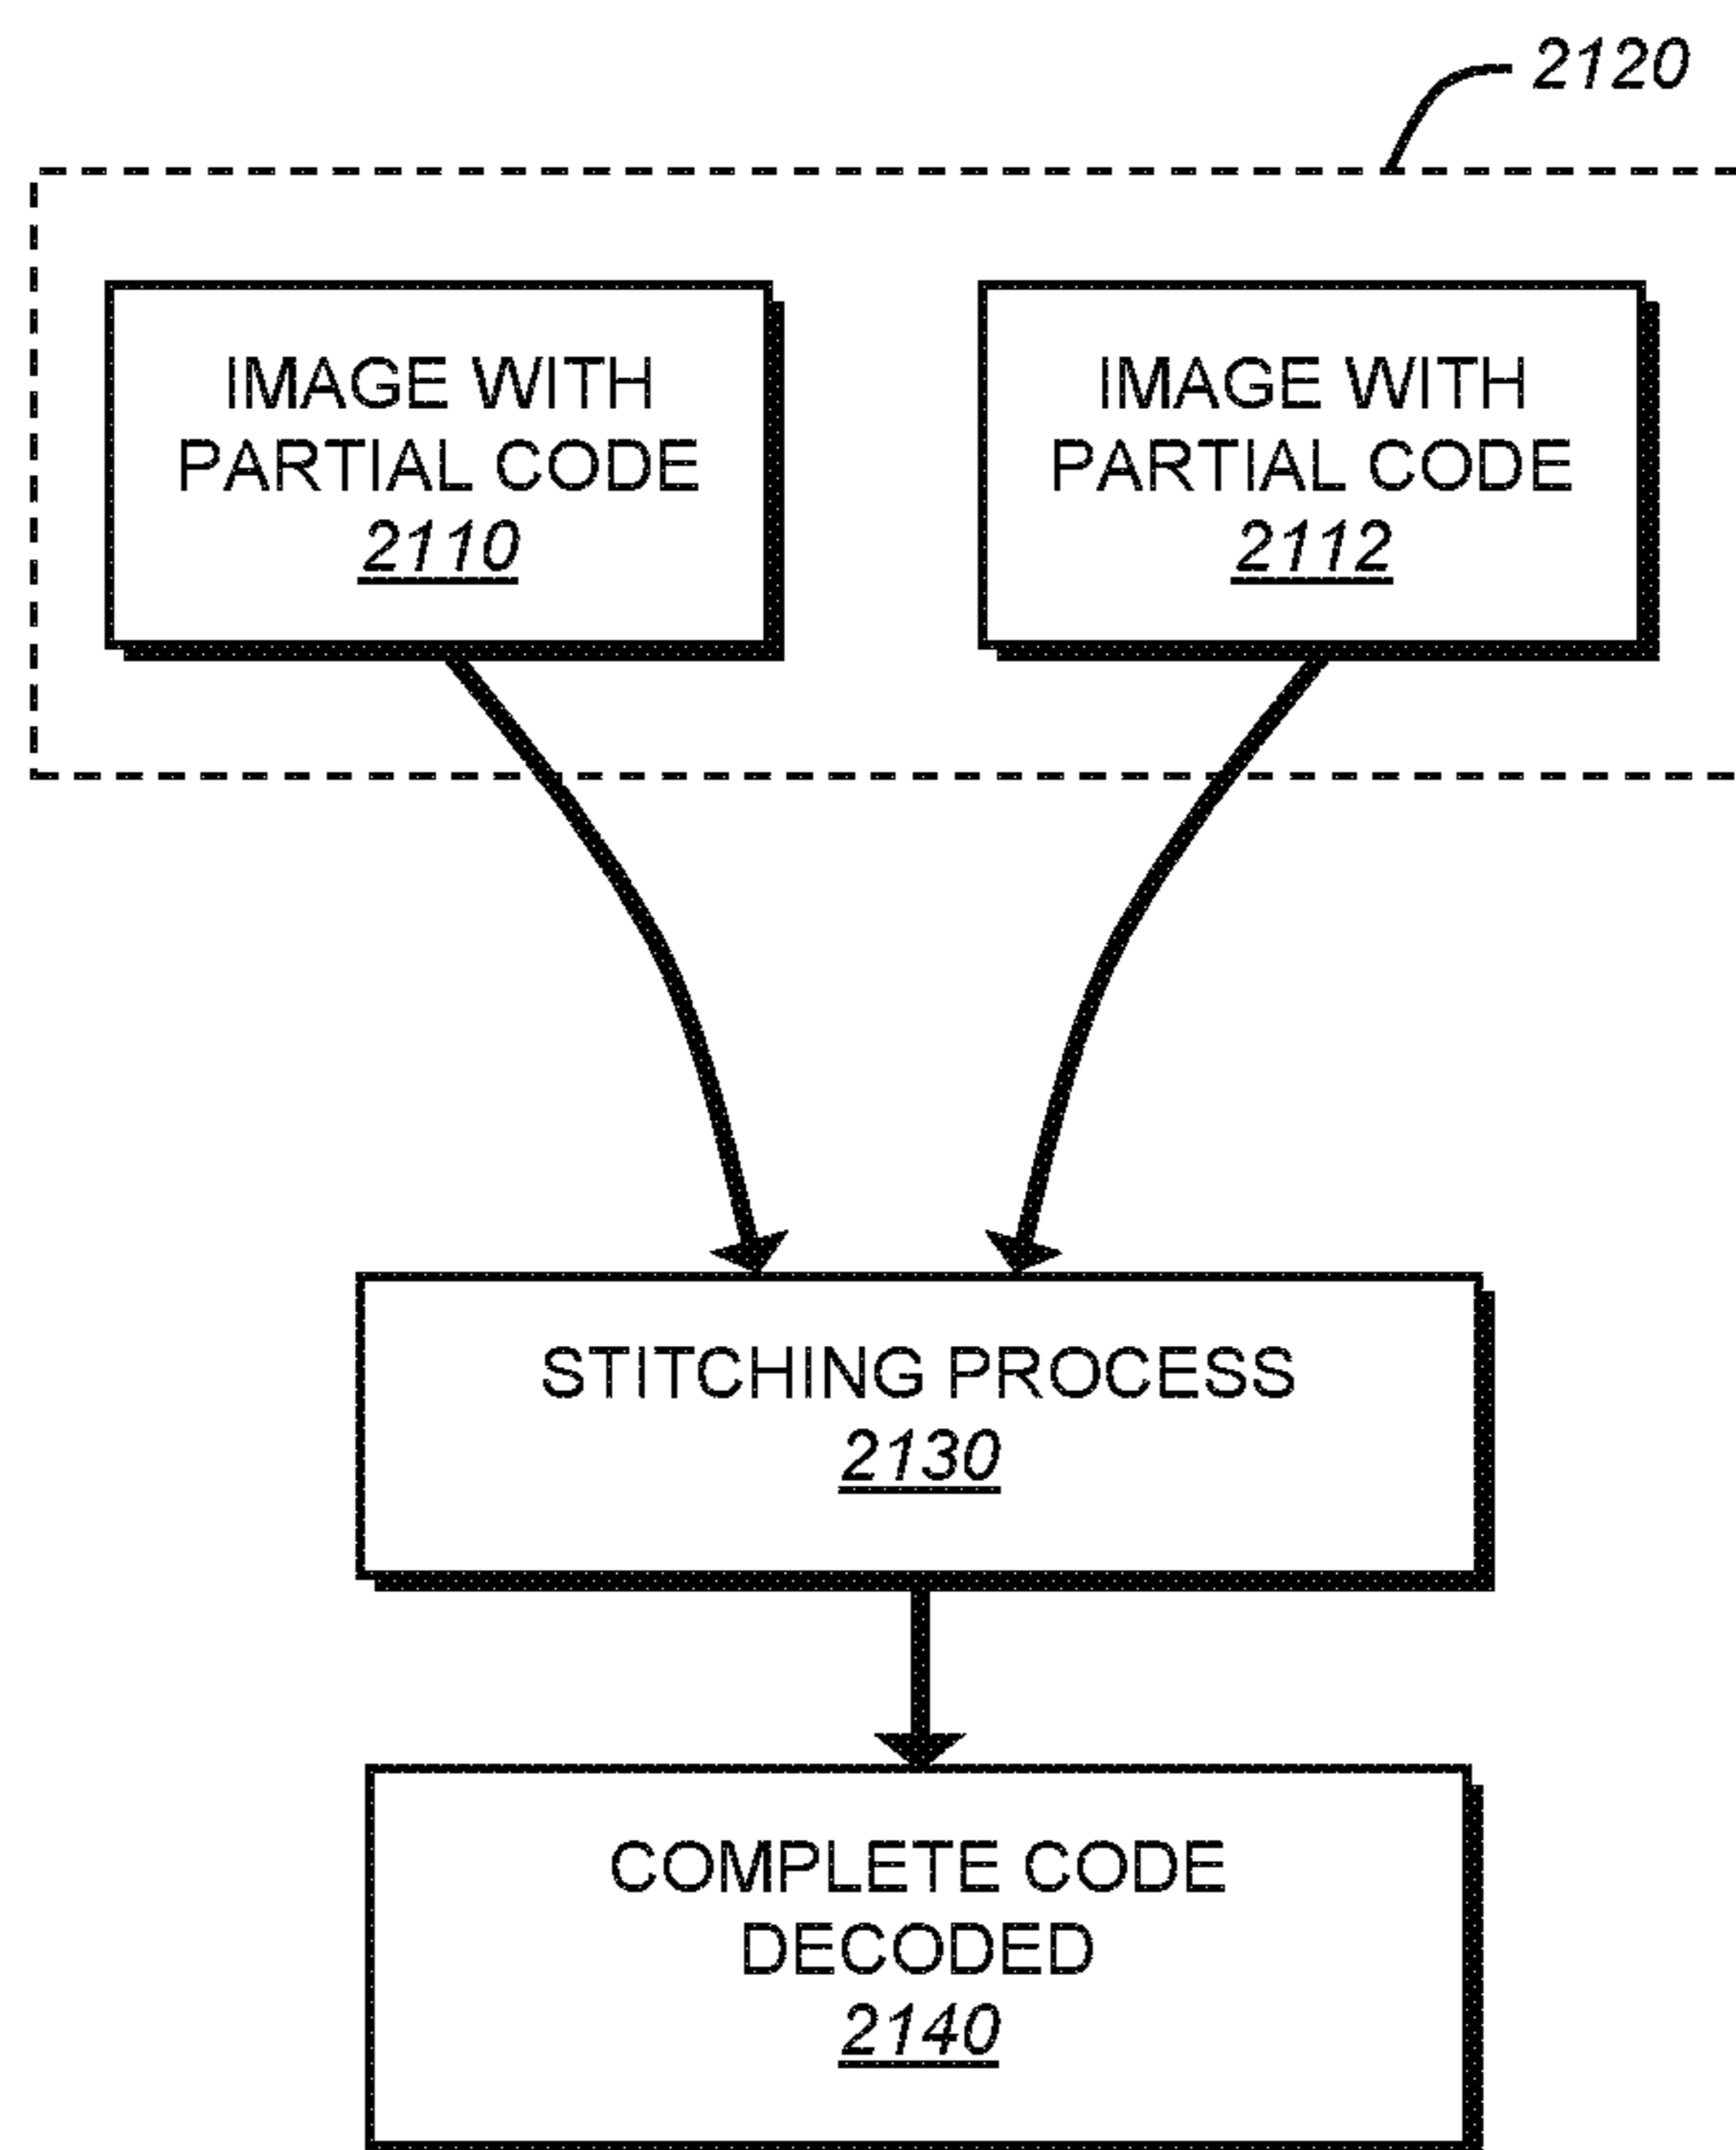 2120
IMAGE WITH
PARTIAL CODE
2110
IMAGE WITH
PARTIAL CODE
2112
STITCHING PROCESS
2130
COMPLETE CODE
DECODED
2140